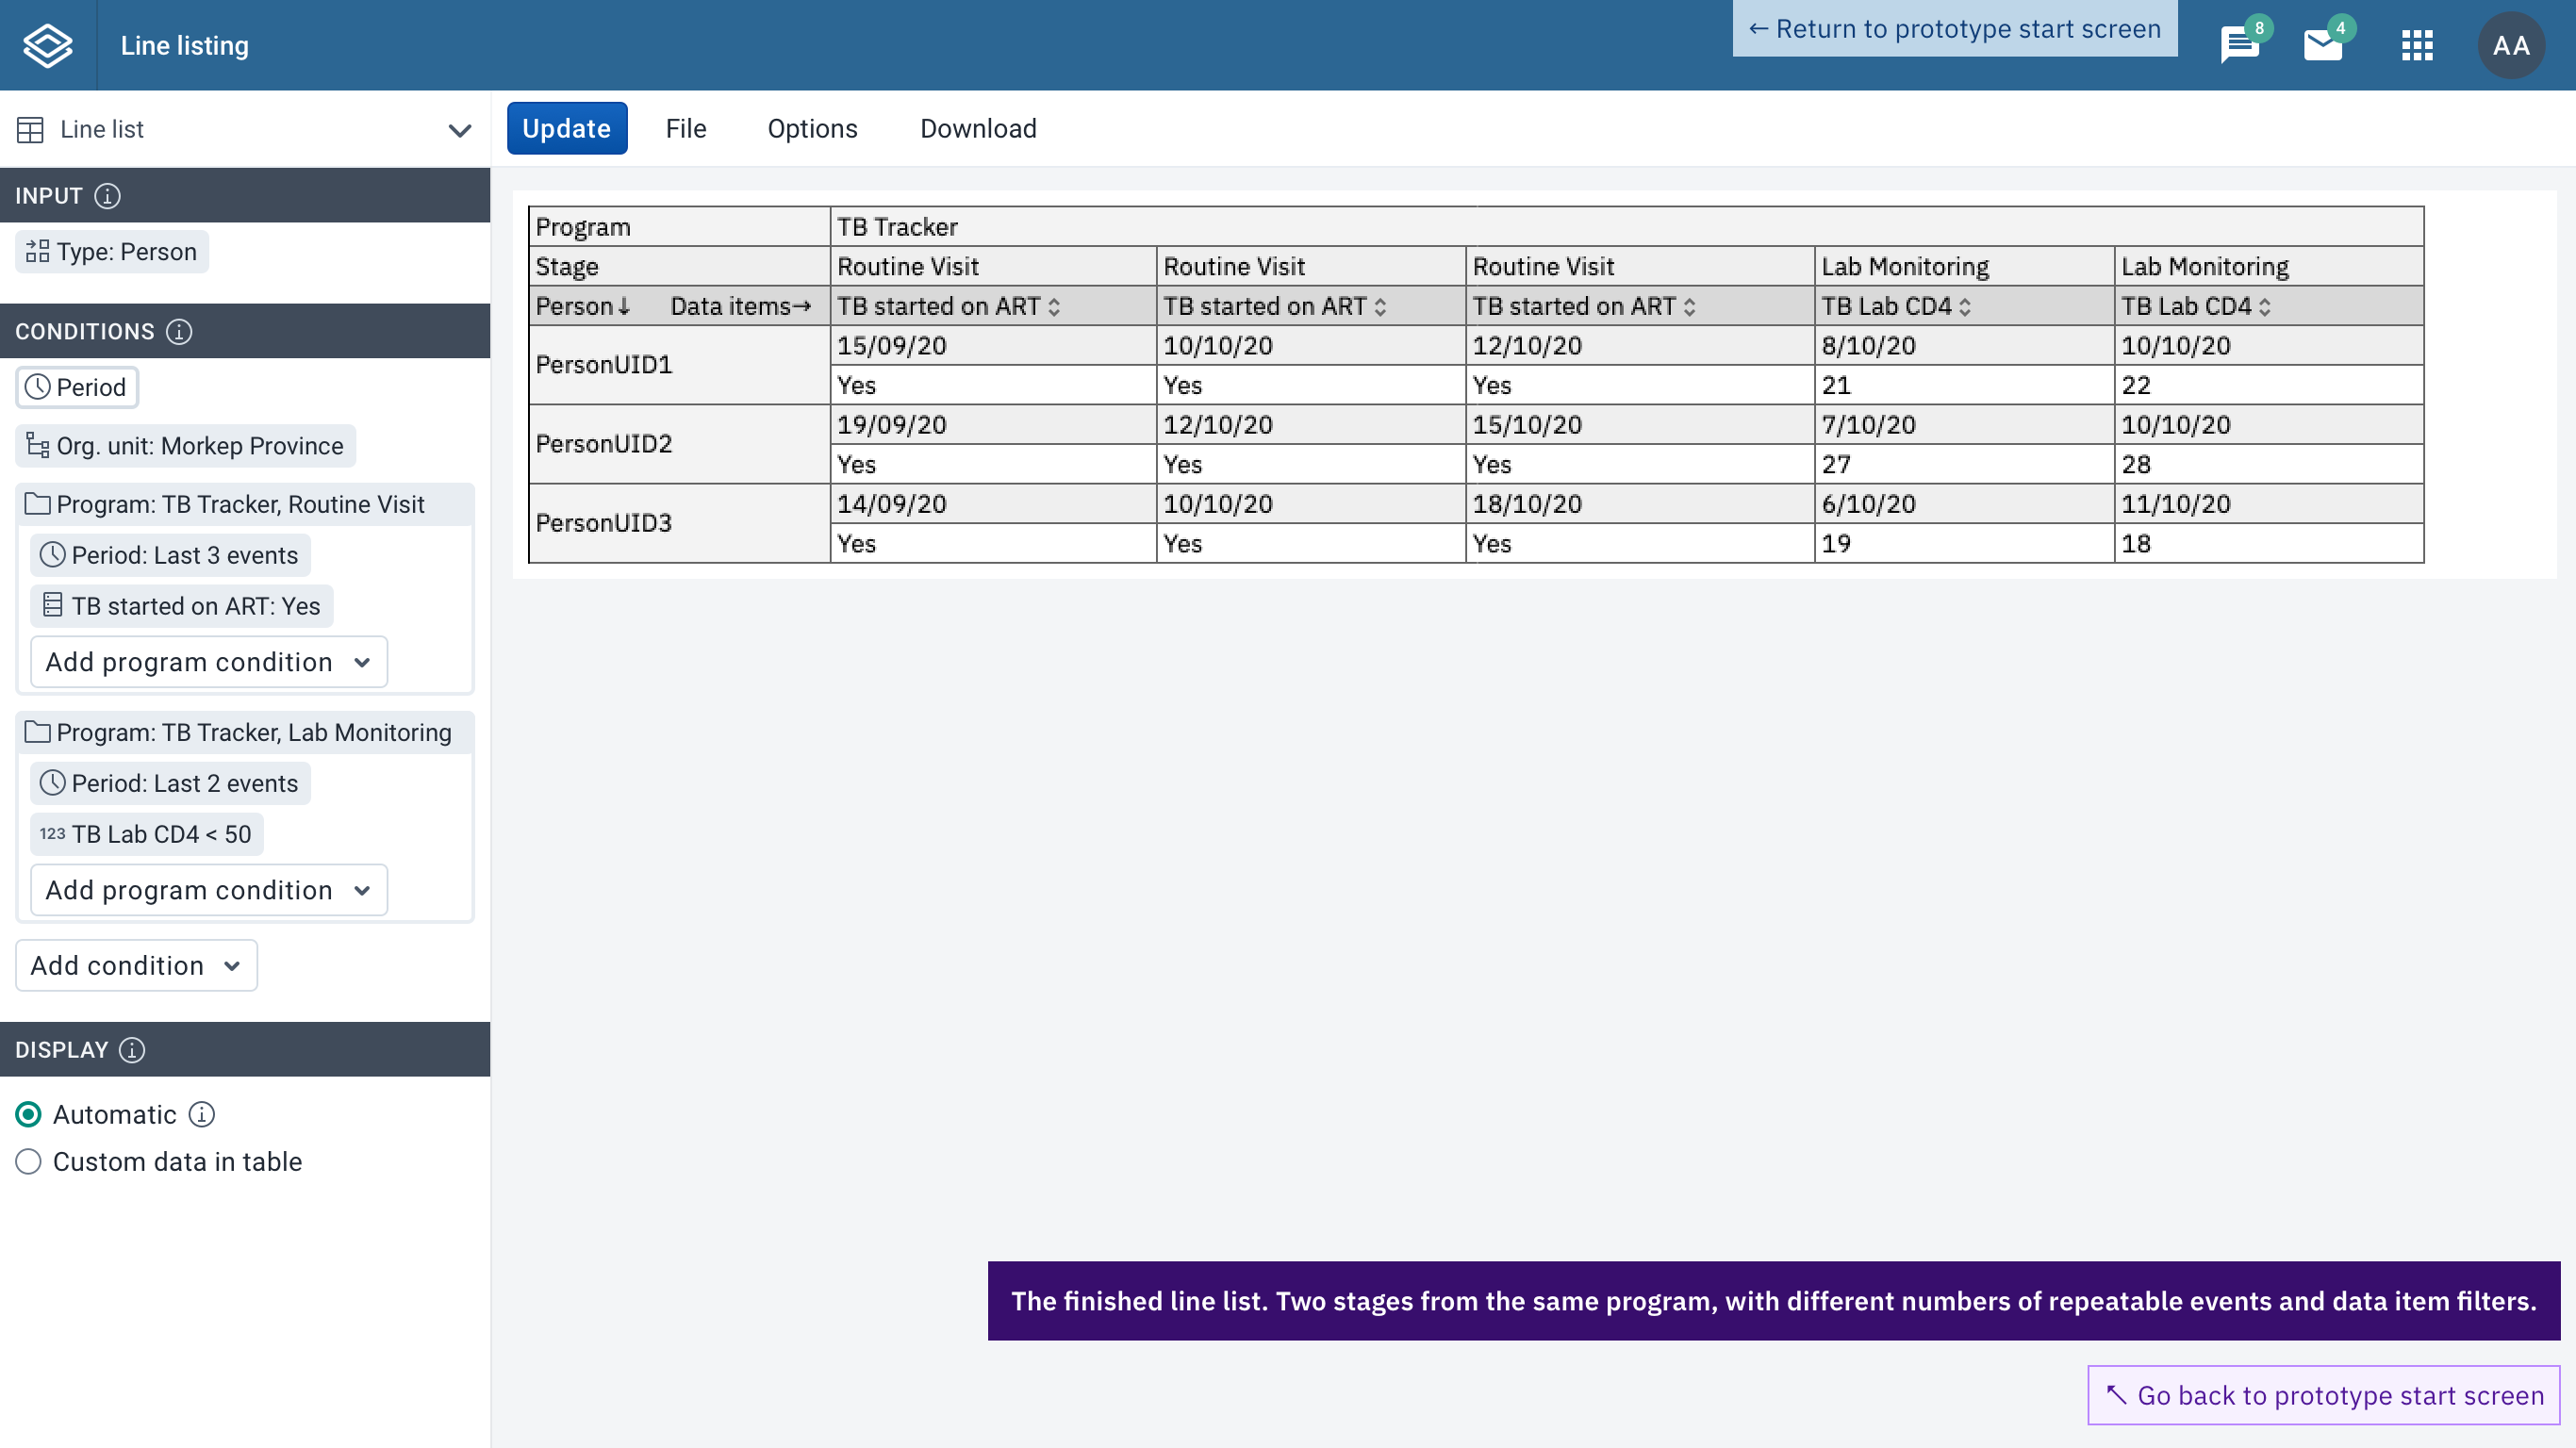 Line listing
← Return to prototype start screen
8
4
AA
Line list
Update File Options Download
INPUT
Type: Person
CONDITIONS
Period
Org. unit: Morkep Province
Program: TB Tracker, Routine Visit
Period: Last 3 events
TB started on ART: Yes
Add program condition
Program: TB Tracker, Lab Monitoring
Period: Last 2 events
123 TB Lab CD4 < 50
Add program condition
Add condition
DISPLAY
Automatic
Custom data in table
Program TB Tracker
Stage Routine Visit Routine Visit Routine Visit Lab Monitoring Lab Monitoring
Person↓ Data items→ TB started on ART TB started on ART TB started on ART TB Lab CD4 TB Lab CD4
PersonUID1 15/09/20 10/10/20 12/10/20 8/10/20 10/10/20
Yes Yes Yes 21 22
PersonUID2 19/09/20 12/10/20 15/10/20 7/10/20 10/10/20
Yes Yes Yes 27 28
PersonUID3 14/09/20 10/10/20 18/10/20 6/10/20 11/10/20
Yes Yes Yes 19 18
The finished line list. Two stages from the same program, with different numbers of repeatable events and data item filters.
↖ Go back to prototype start screen